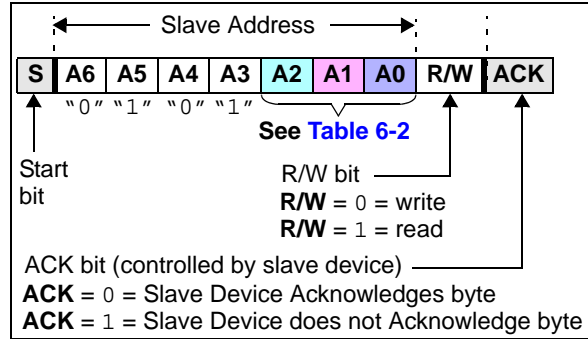 Slave Address
S A6 A5 A4 A3 A2 A1 A0 R/W ACK
“0” “1” “0” “1”
See Table 6-2
Start
bit
R/W bit
R/W = 0 = write
R/W = 1 = read
ACK bit (controlled by slave device)
ACK = 0 = Slave Device Acknowledges byte
ACK = 1 = Slave Device does not Acknowledge byte